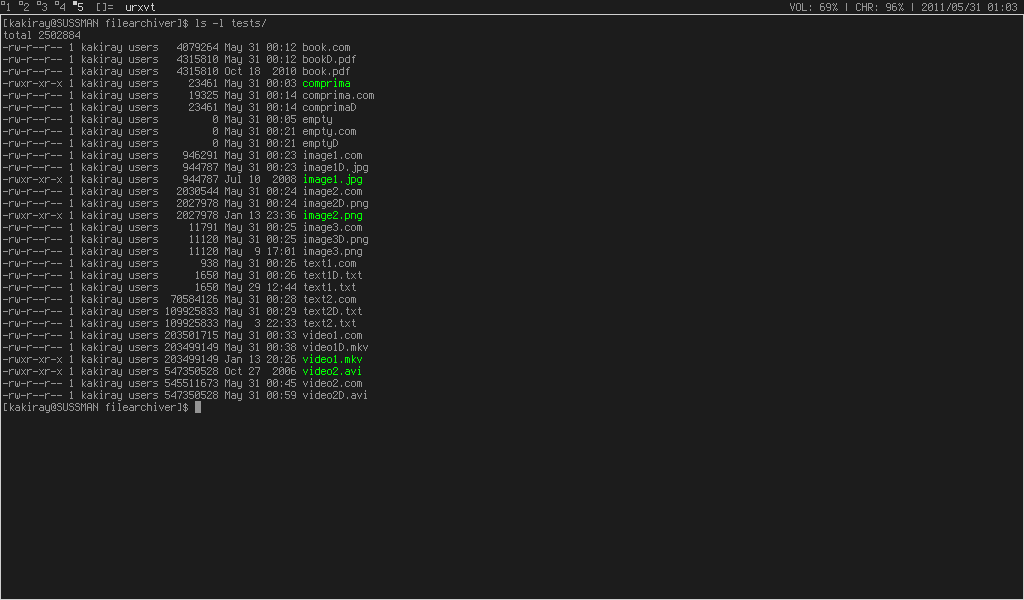 1 2 3 4 5 []= urxvt VOL: 69% | CHR: 96% | 2011/05/31 01:03
[kakiray@SUSSMAN filearchiver]$ ls -l tests/
total 2502884
-rw-r--r-- 1 kakiray users   4079264 May 31 00:12 book.com
-rw-r--r-- 1 kakiray users   4315810 May 31 00:12 bookD.pdf
-rw-r--r-- 1 kakiray users   4315810 Oct 18  2010 book.pdf
-rwxr-xr-x 1 kakiray users     23461 May 31 00:03 comprima
-rw-r--r-- 1 kakiray users     19325 May 31 00:14 comprima.com
-rw-r--r-- 1 kakiray users     23461 May 31 00:14 comprimaD
-rw-r--r-- 1 kakiray users         0 May 31 00:05 empty
-rw-r--r-- 1 kakiray users         0 May 31 00:21 empty.com
-rw-r--r-- 1 kakiray users         0 May 31 00:21 emptyD
-rw-r--r-- 1 kakiray users    946291 May 31 00:23 image1.com
-rw-r--r-- 1 kakiray users    944787 May 31 00:23 image1D.jpg
-rwxr-xr-x 1 kakiray users    944787 Jul 10  2008 image1.jpg
-rw-r--r-- 1 kakiray users   2030544 May 31 00:24 image2.com
-rw-r--r-- 1 kakiray users   2027978 May 31 00:24 image2D.png
-rwxr-xr-x 1 kakiray users   2027978 Jan 13 23:36 image2.png
-rw-r--r-- 1 kakiray users     11791 May 31 00:25 image3.com
-rw-r--r-- 1 kakiray users     11120 May 31 00:25 image3D.png
-rw-r--r-- 1 kakiray users     11120 May  9 17:01 image3.png
-rw-r--r-- 1 kakiray users       938 May 31 00:26 text1.com
-rw-r--r-- 1 kakiray users      1650 May 31 00:26 text1D.txt
-rw-r--r-- 1 kakiray users      1650 May 29 12:44 text1.txt
-rw-r--r-- 1 kakiray users  70584126 May 31 00:28 text2.com
-rw-r--r-- 1 kakiray users 109925833 May 31 00:29 text2D.txt
-rw-r--r-- 1 kakiray users 109925833 May  3 22:33 text2.txt
-rw-r--r-- 1 kakiray users 203501715 May 31 00:33 video1.com
-rw-r--r-- 1 kakiray users 203499149 May 31 00:38 video1D.mkv
-rwxr-xr-x 1 kakiray users 203499149 Jan 13 20:26 video1.mkv
-rwxr-xr-x 1 kakiray users 547350528 Oct 27  2006 video2.avi
-rw-r--r-- 1 kakiray users 545511673 May 31 00:45 video2.com
-rw-r--r-- 1 kakiray users 547350528 May 31 00:59 video2D.avi
[kakiray@SUSSMAN filearchiver]$